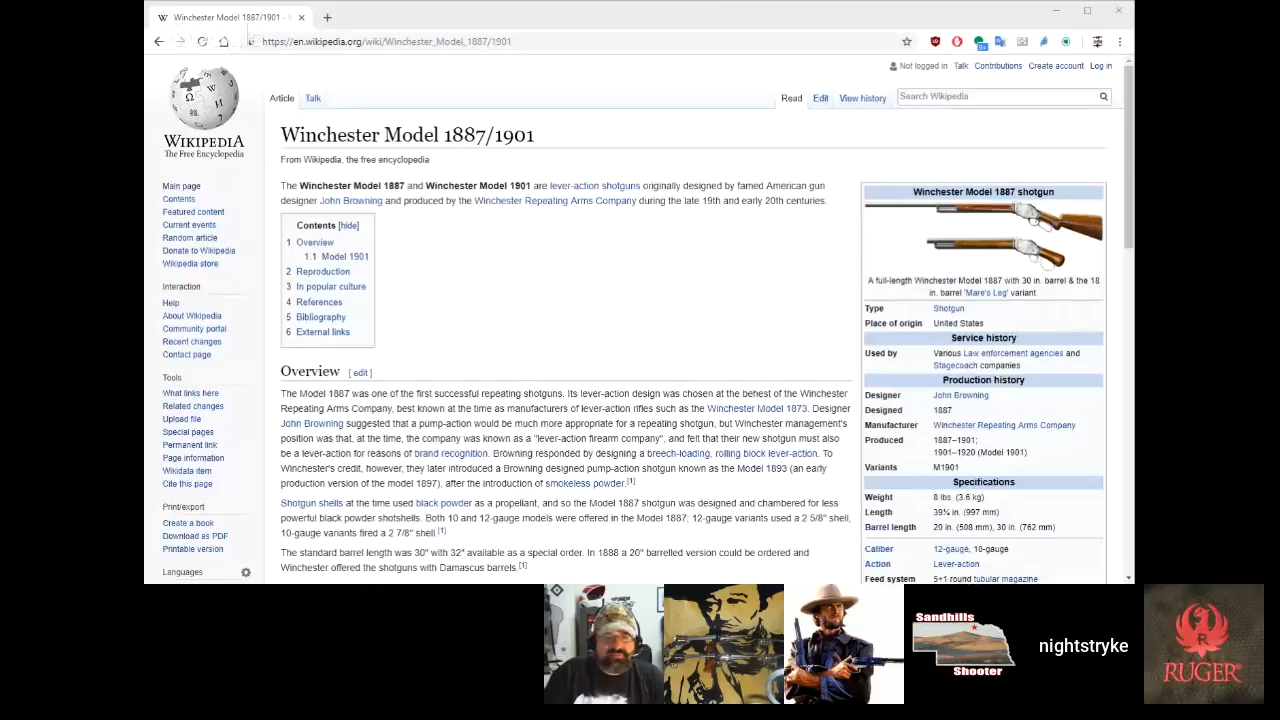 Winchester Model 1887/1901 -
https://en.wikipedia.org/wiki/Winchester_Model_1887/1901
Not logged in Talk Contributions Create account Log in
Article Talk Read Edit View history Search Wikipedia
WIKIPEDIA
The Free Encyclopedia
Main page
Contents
Featured content
Current events
Random article
Donate to Wikipedia
Wikipedia store
Interaction
Help
About Wikipedia
Community portal
Recent changes
Contact page
Tools
What links here
Related changes
Upload file
Special pages
Permanent link
Page information
Wikidata item
Cite this page
Print/export
Create a book
Download as PDF
Printable version
Languages
Winchester Model 1887/1901
From Wikipedia, the free encyclopedia
The Winchester Model 1887 and Winchester Model 1901 are lever-action shotguns originally designed by famed American gun
designer John Browning and produced by the Winchester Repeating Arms Company during the late 19th and early 20th centuries.
Contents [hide]
1 Overview
1.1 Model 1901
2 Reproduction
3 In popular culture
4 References
5 Bibliography
6 External links
Overview [ edit ]
The Model 1887 was one of the first successful repeating shotguns. Its lever-action design was chosen at the behest of the Winchester
Repeating Arms Company, best known at the time as manufacturers of lever-action rifles such as the Winchester Model 1873. Designer
John Browning suggested that a pump-action would be much more appropriate for a repeating shotgun, but Winchester management's
position was that, at the time, the company was known as a "lever-action firearm company", and felt that their new shotgun must also
be a lever-action for reasons of brand recognition. Browning responded by designing a breech-loading, rolling block lever-action. To
Winchester's credit, however, they later introduced a Browning designed pump-action shotgun known as the Model 1893 (an early
production version of the model 1897), after the introduction of smokeless powder.[1]
Shotgun shells at the time used black powder as a propellant, and so the Model 1887 shotgun was designed and chambered for less
powerful black powder shotshells. Both 10 and 12-gauge models were offered in the Model 1887; 12-gauge variants used a 2 5/8" shell,
10-gauge variants fired a 2 7/8" shell.[1]
The standard barrel length was 30" with 32" available as a special order. In 1888 a 20" barrelled version could be ordered and
Winchester offered the shotguns with Damascus barrels.[1]
Winchester Model 1887 shotgun
A full-length Winchester Model 1887 with 30 in. barrel & the 18
in. barrel 'Mare's Leg' variant.
Type Shotgun
Place of origin United States
Service history
Used by Various Law enforcement agencies and
Stagecoach companies
Production history
Designer John Browning
Designed 1887
Manufacturer Winchester Repeating Arms Company
Produced 1887–1901;
1901–1920 (Model 1901)
Variants M1901
Specifications
Weight 8 lbs. (3.6 kg)
Length 39¼ in. (997 mm)
Barrel length 20 in. (508 mm), 30 in. (762 mm)
Caliber 12-gauge, 10-gauge
Action Lever-action
Feed system 5+1 round tubular magazine
Sandhills
Shooter
nightstryke
R
RUGER